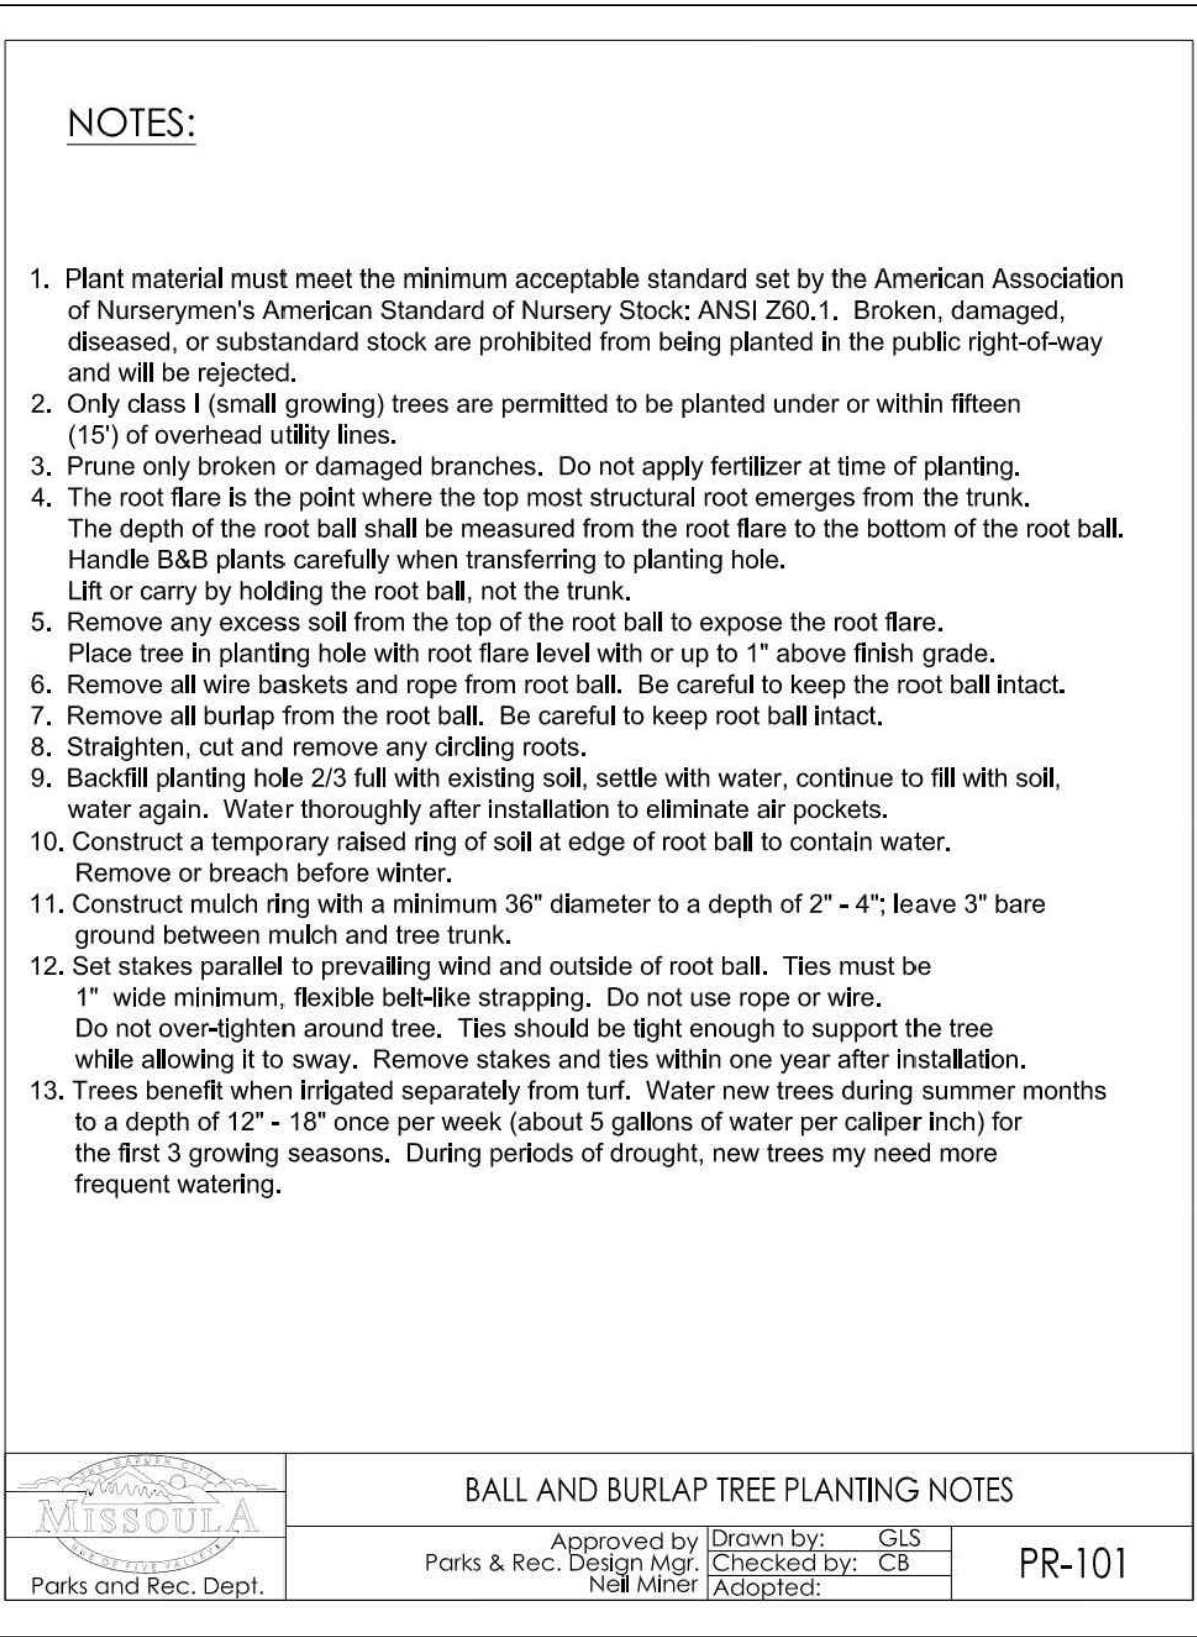 NOTES:
1. Plant material must meet the minimum acceptable standard set by the American Association
of Nurserymen's American Standard of Nursery Stock: ANSI Z60.1. Broken, damaged,
diseased, or substandard stock are prohibited from being planted in the public right-of-way
and will be rejected.
2. Only class I (small growing) trees are permitted to be planted under or within fifteen
(15') of overhead utility lines.
3. Prune only broken or damaged branches. Do not apply fertilizer at time of planting.
4. The root flare is the point where the top most structural root emerges from the trunk.
The depth of the root ball shall be measured from the root flare to the bottom of the root ball.
Handle B&B plants carefully when transferring to planting hole.
Lift or carry by holding the root ball, not the trunk.
5. Remove any excess soil from the top of the root ball to expose the root flare.
Place tree in planting hole with root flare level with or up to 1" above finish grade.
6. Remove all wire baskets and rope from root ball. Be careful to keep the root ball intact.
7. Remove all burlap from the root ball. Be careful to keep root ball intact.
8. Straighten, cut and remove any circling roots.
9. Backfill planting hole 2/3 full with existing soil, settle with water, continue to fill with soil,
water again. Water thoroughly after installation to eliminate air pockets.
10. Construct a temporary raised ring of soil at edge of root ball to contain water.
Remove or breach before winter.
11. Construct mulch ring with a minimum 36" diameter to a depth of 2" - 4"; leave 3" bare
ground between mulch and tree trunk.
12. Set stakes parallel to prevailing wind and outside of root ball. Ties must be
1" wide minimum, flexible belt-like strapping. Do not use rope or wire.
Do not over-tighten around tree. Ties should be tight enough to support the tree
while allowing it to sway. Remove stakes and ties within one year after installation.
13. Trees benefit when irrigated separately from turf. Water new trees during summer months
to a depth of 12" - 18" once per week (about 5 gallons of water per caliper inch) for
the first 3 growing seasons. During periods of drought, new trees my need more
frequent watering.
THE GARDEN CITY
MISSOULA
HUB OF FIVE VALLEYS
Parks and Rec. Dept.
BALL AND BURLAP TREE PLANTING NOTES
Approved by
Parks & Rec. Design Mgr.
Neil Miner
Drawn by: GLS
Checked by: CB
Adopted:
PR-101